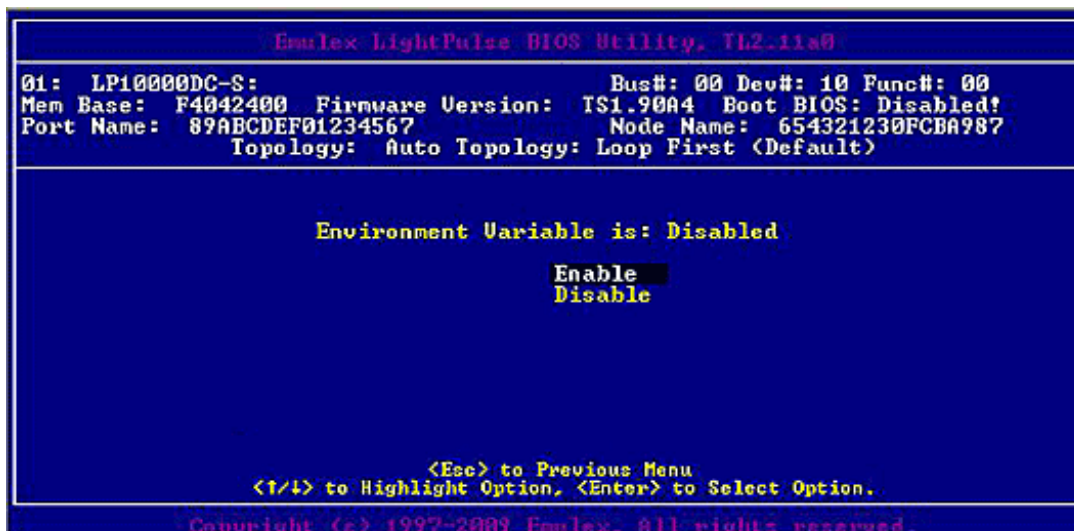 Emulex LightPulse BIOS Utility, TL2.11a0
01: LP10000DC-S: Bus#: 00 Dev#: 10 Func#: 00
Mem Base: F4042400 Firmware Version: TS1.90A4 Boot BIOS: Disabled!
Port Name: 89ABCDEF01234567 Node Name: 654321230FCBA987
Topology: Auto Topology: Loop First (Default)
Environment Variable is: Disabled
Enable
Disable
<Esc> to Previous Menu
<↑/↓> to Highlight Option, <Enter> to Select Option.
Copyright (c) 1997-2009 Emulex. All rights reserved.